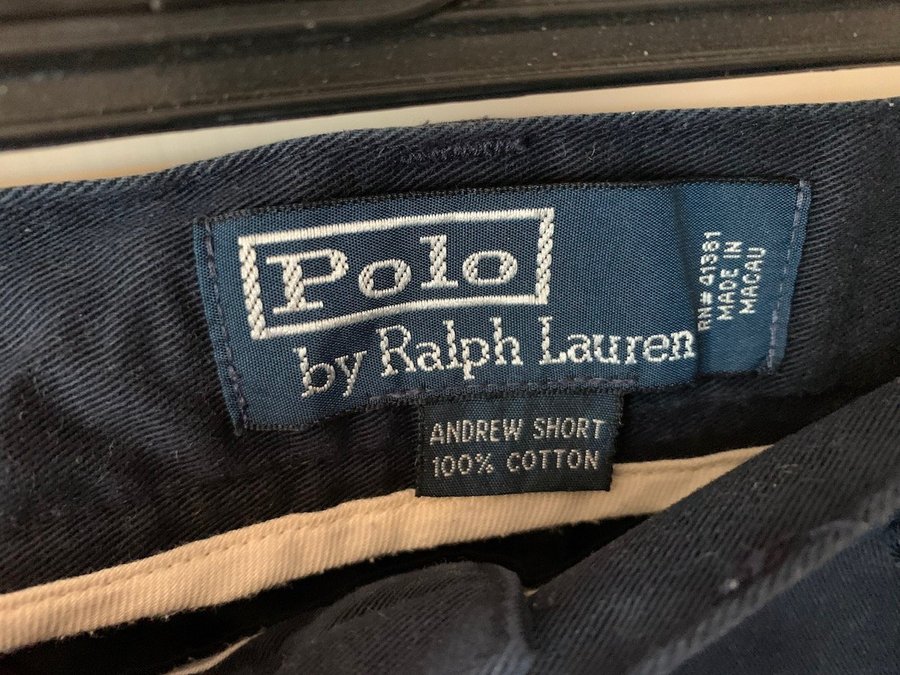 Polo
by Ralph Lauren
RN# 41381
MADE IN
MACAU
ANDREW SHORT
100% COTTON